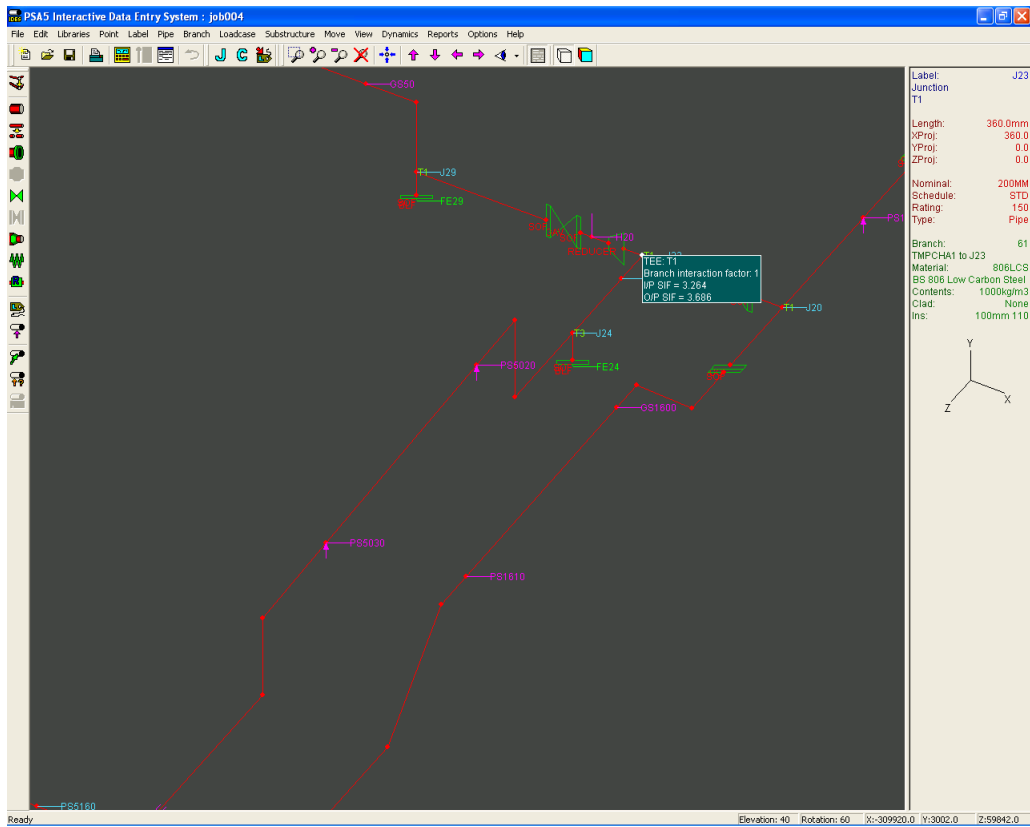 PSA5 Interactive Data Entry System : job004
File Edit Libraries Point Label Pipe Branch Loadcase Substructure Move View Dynamics Reports Options Help
GS50
T1 J29
FE29
H20
T1
TEE: T1
Branch interaction factor: 1
I/P SIF = 3.264
O/P SIF = 3.686
T1 J20
T3 J24
FE24
PS5020
GS1600
PS5030
PS1610
PS5160
Label: J23
Junction
T1
Length: 360.0mm
XProj: 360.0
YProj: 0.0
ZProj: 0.0
Nominal: 200MM
Schedule: STD
Rating: 150
Type: Pipe
Branch: 61
TMPCHA1 to J23
Material: 806LCS
BS 806 Low Carbon Steel
Contents: 1000kg/m3
Clad: None
Ins: 100mm 110
Y
X
Z
Ready
Elevation: 40 Rotation: 60 X:-309920.0 Y:3002.0 Z:59842.0